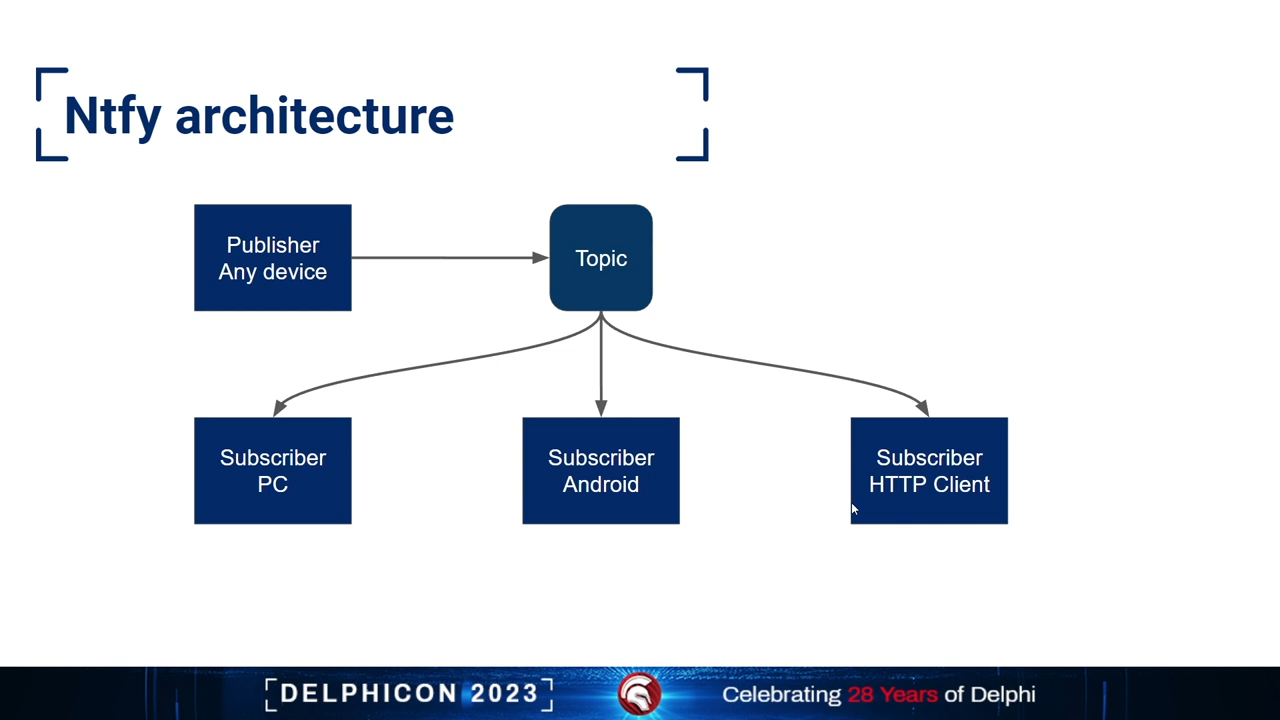 Ntfy architecture
Publisher
Any device
Topic
Subscriber
PC
Subscriber
Android
Subscriber
HTTP Client
[DELPHICON 2023]
Celebrating 28 Years of Delphi